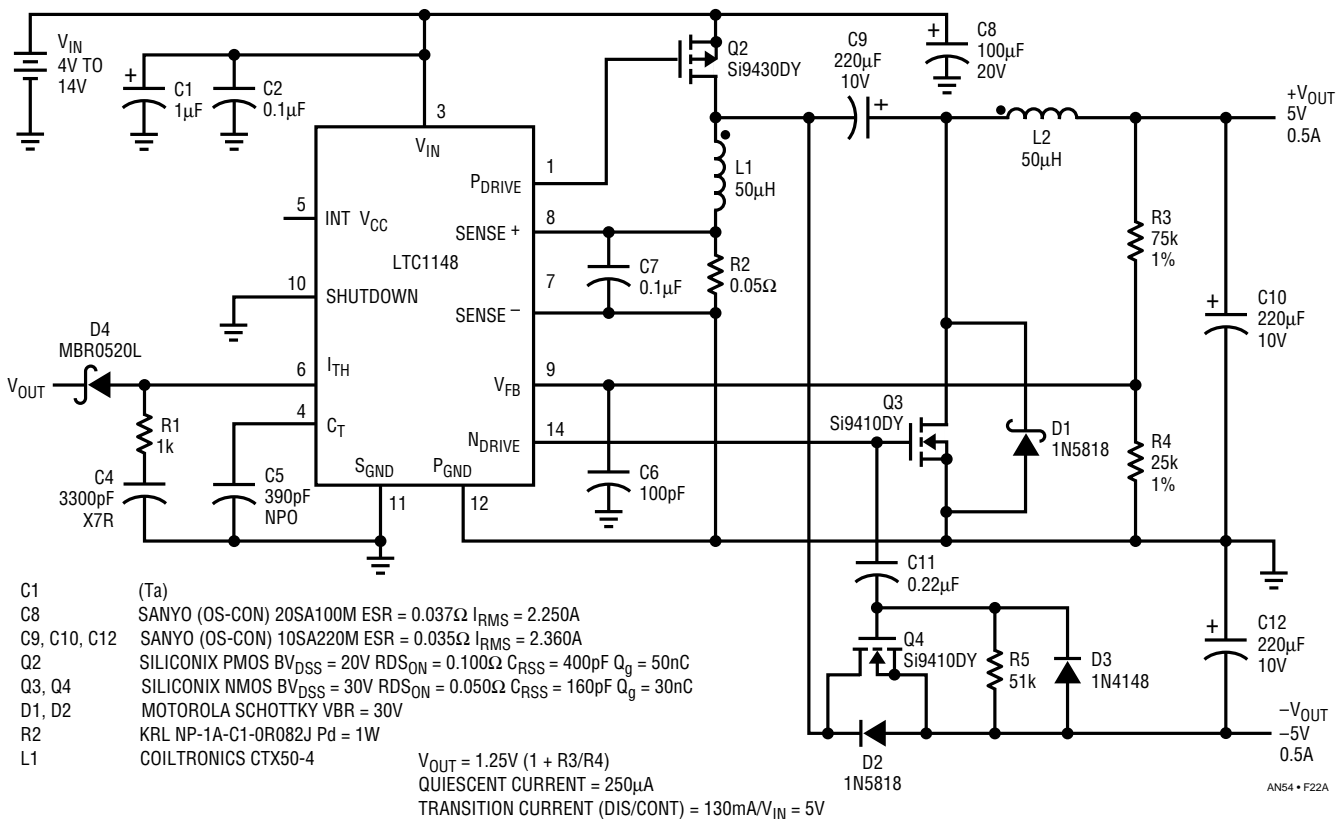 V_IN
4V TO
14V
+
C1
1µF
C2
0.1µF
3
V_IN
Q2
Si9430DY
C9
220µF
10V
+
+
C8
100µF
20V
+V_OUT
5V
0.5A
L2
50µH
L1
50µH
1
P_DRIVE
5
INT V_CC
8
SENSE +
LTC1148
C7
0.1µF
R2
0.05Ω
7
SENSE –
10
SHUTDOWN
R3
75k
1%
+
C10
220µF
10V
D4
MBR0520L
V_OUT
6
I_TH
9
V_FB
R1
1k
4
C_T
14
N_DRIVE
Q3
Si9410DY
D1
1N5818
R4
25k
1%
C4
3300pF
X7R
C5
390pF
NPO
S_GND
11
P_GND
12
C6
100pF
C11
0.22µF
Q4
Si9410DY
R5
51k
D3
1N4148
+
C12
220µF
10V
D2
1N5818
–V_OUT
–5V
0.5A
C1 (Ta)
C8 SANYO (OS-CON) 20SA100M ESR = 0.037Ω I_RMS = 2.250A
C9, C10, C12 SANYO (OS-CON) 10SA220M ESR = 0.035Ω I_RMS = 2.360A
Q2 SILICONIX PMOS BV_DSS = 20V RDS_ON = 0.100Ω C_RSS = 400pF Q_g = 50nC
Q3, Q4 SILICONIX NMOS BV_DSS = 30V RDS_ON = 0.050Ω C_RSS = 160pF Q_g = 30nC
D1, D2 MOTOROLA SCHOTTKY VBR = 30V
R2 KRL NP-1A-C1-0R082J Pd = 1W
L1 COILTRONICS CTX50-4
V_OUT = 1.25V (1 + R3/R4)
QUIESCENT CURRENT = 250µA
TRANSITION CURRENT (DIS/CONT) = 130mA/V_IN = 5V
AN54 • F22A